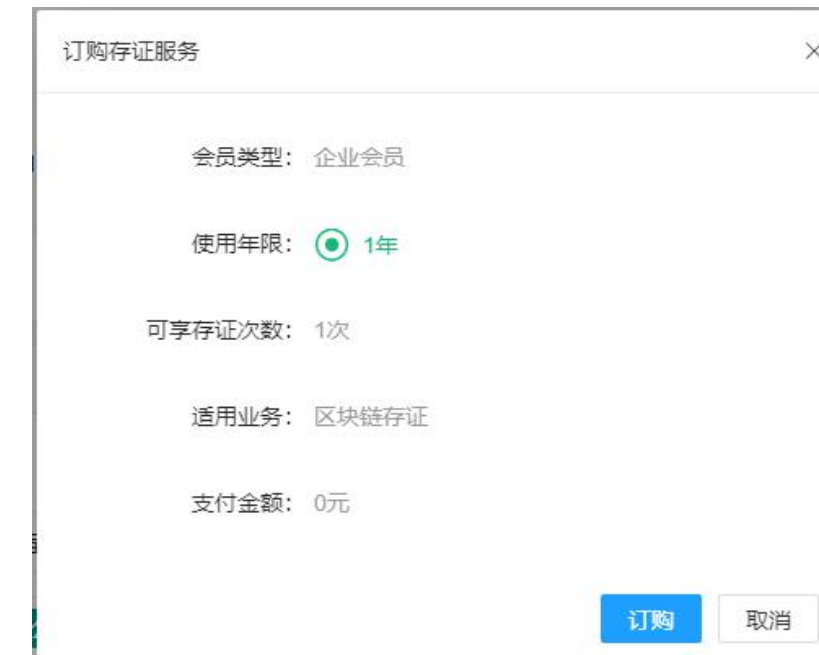 订购存证服务
会员类型： 企业会员
使用年限： 1年
可享存证次数： 1次
适用业务： 区块链存证
支付金额： 0元
订购 取消